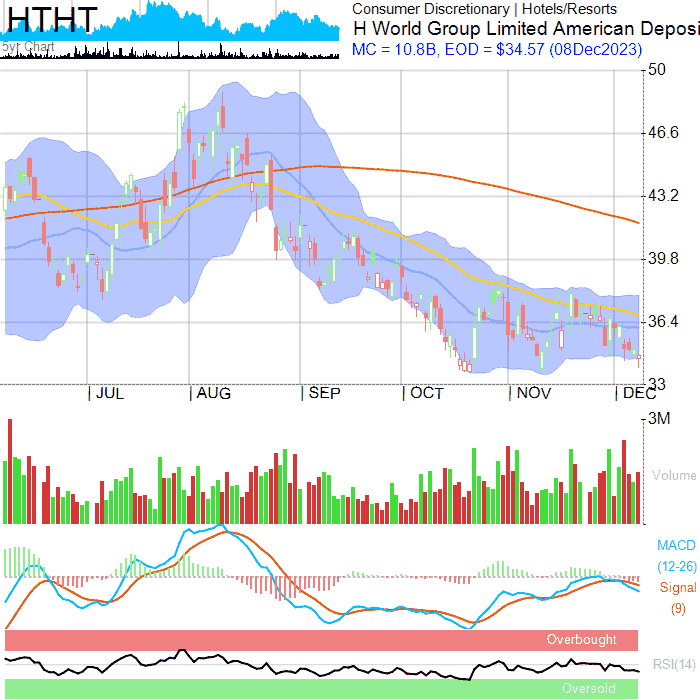 HTHT
5yr Chart
Consumer Discretionary | Hotels/Resorts
H World Group Limited American Deposi
MC = 10.8B, EOD = $34.57 (08Dec2023)
50
46.6
43.2
39.8
36.4
33
JUL AUG SEP OCT NOV DEC
3M
Volume
MACD
(12-26)
Signal
(9)
Overbought
RSI(14)
Oversold